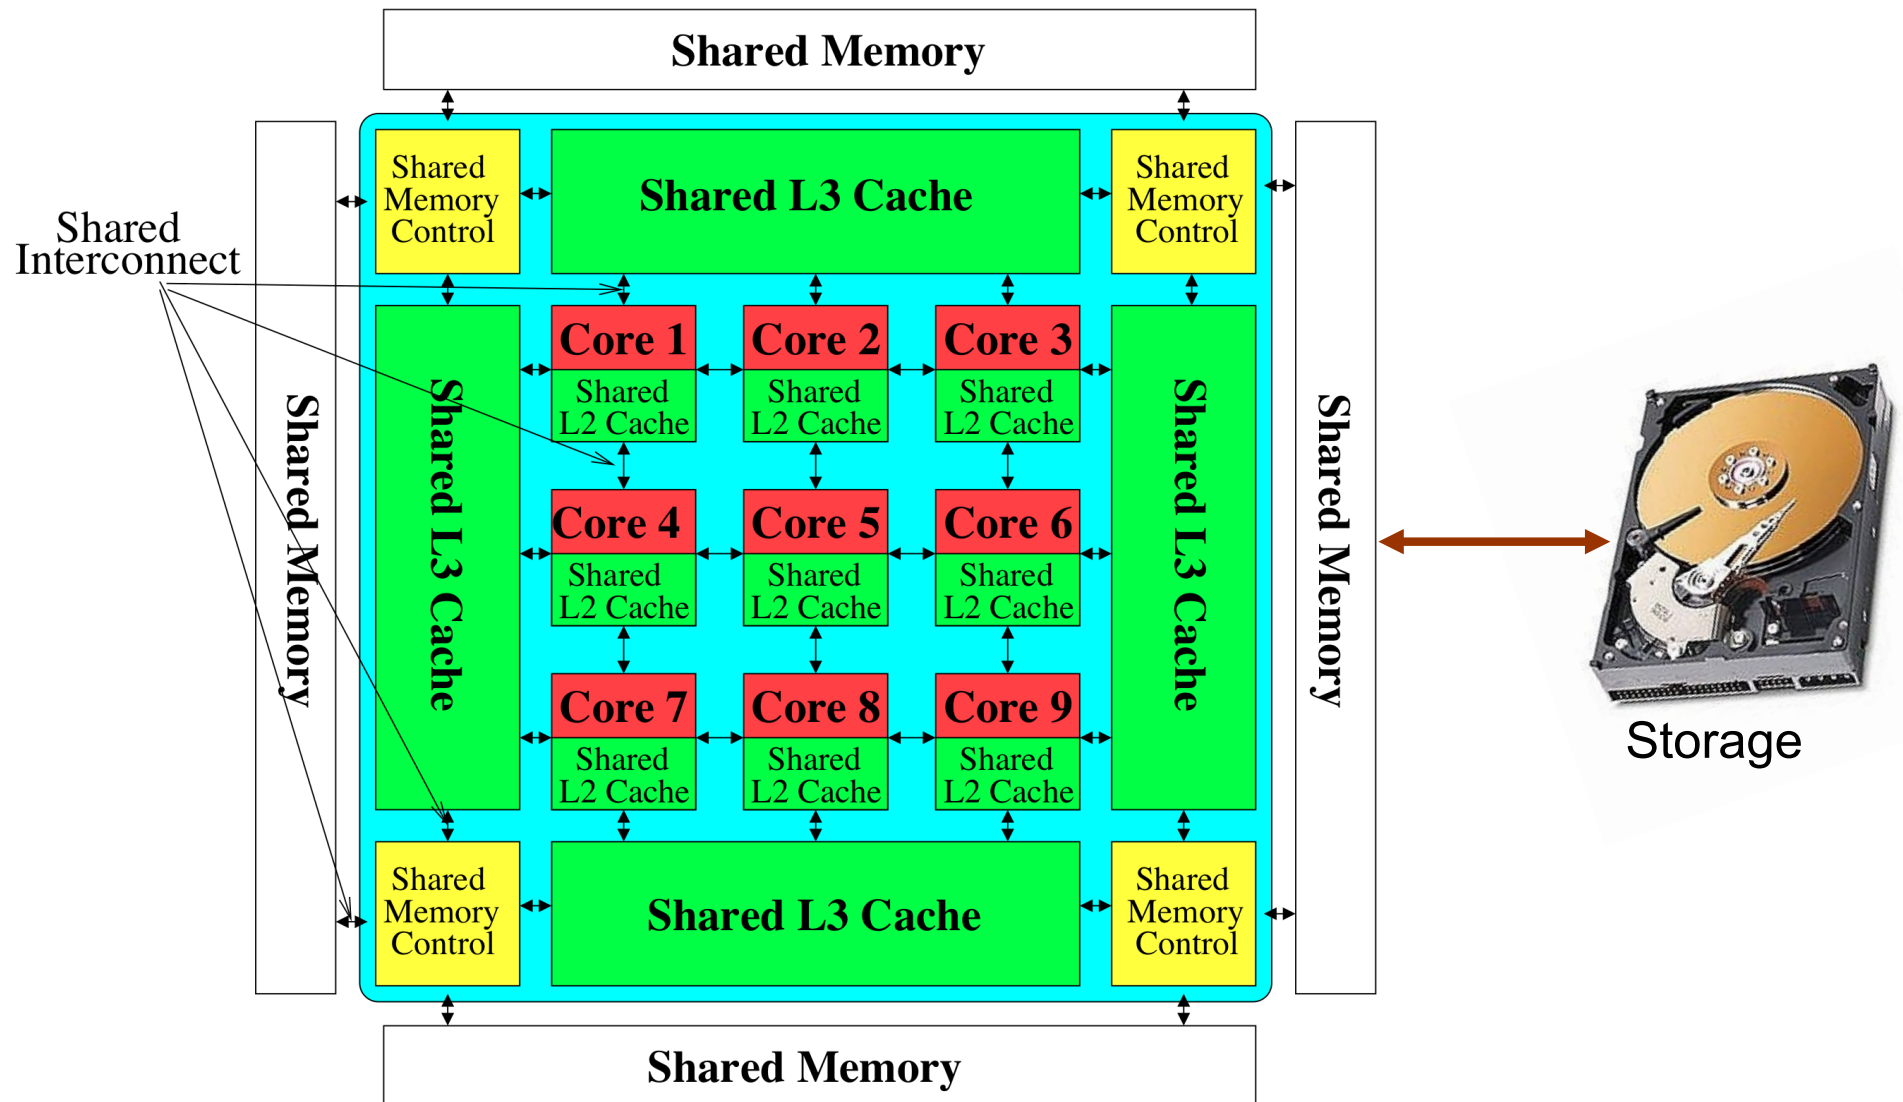 Shared Memory
Shared
Memory
Control
Shared L3 Cache
Shared
Memory
Control
Shared
Interconnect
Shared Memory
Shared L3 Cache
Core 1
Shared
L2 Cache
Core 2
Shared
L2 Cache
Core 3
Shared
L2 Cache
Core 4
Shared
L2 Cache
Core 5
Shared
L2 Cache
Core 6
Shared
L2 Cache
Core 7
Shared
L2 Cache
Core 8
Shared
L2 Cache
Core 9
Shared
L2 Cache
Shared L3 Cache
Shared Memory
Storage
Shared
Memory
Control
Shared L3 Cache
Shared
Memory
Control
Shared Memory